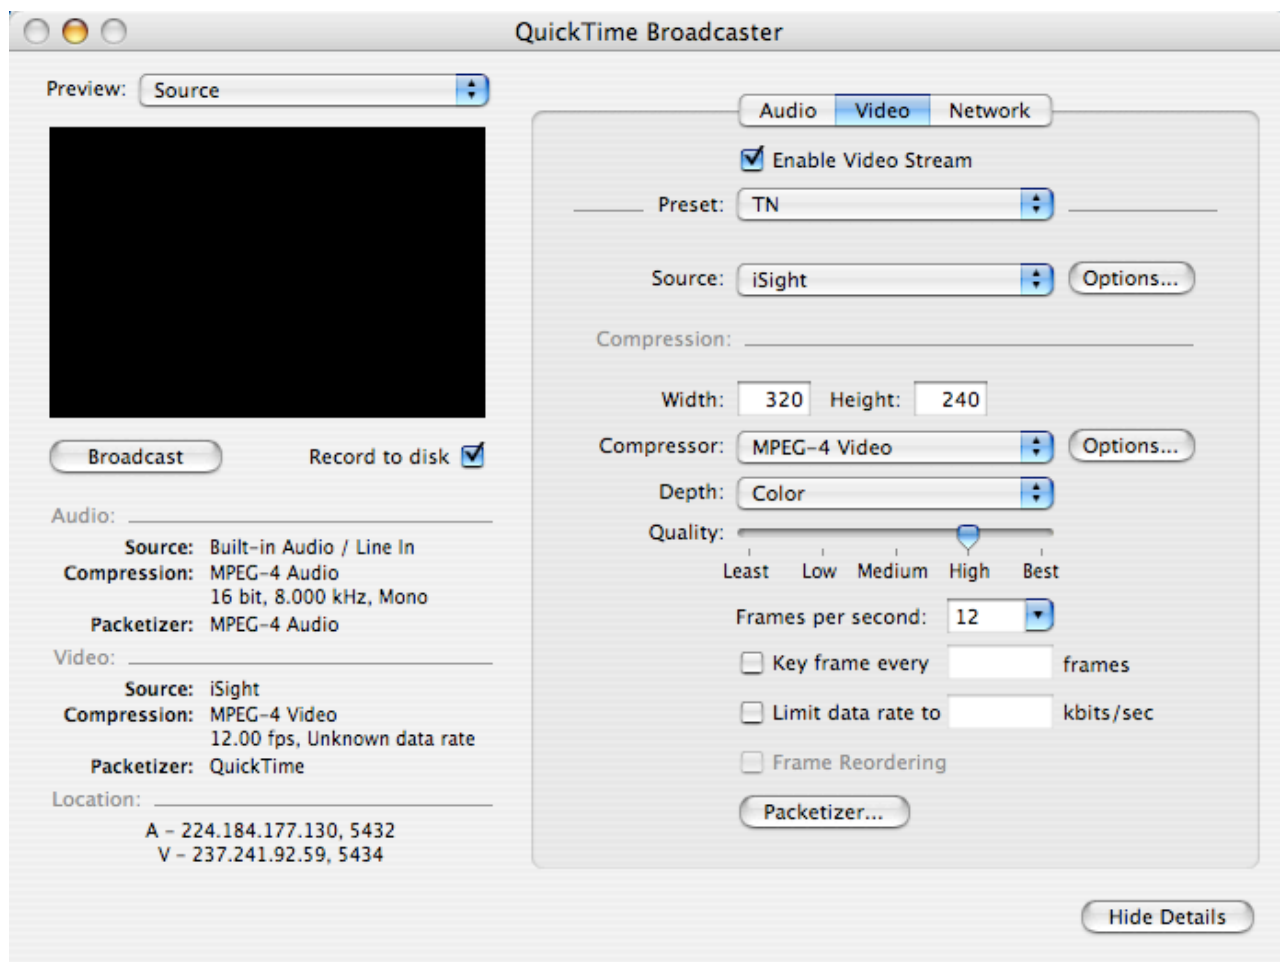 QuickTime Broadcaster
Preview: Source
Broadcast Record to disk
Audio:
Source: Built-in Audio / Line In
Compression: MPEG-4 Audio
16 bit, 8.000 kHz, Mono
Packetizer: MPEG-4 Audio
Video:
Source: iSight
Compression: MPEG-4 Video
12.00 fps, Unknown data rate
Packetizer: QuickTime
Location:
A - 224.184.177.130, 5432
V - 237.241.92.59, 5434
Audio Video Network
Enable Video Stream
Preset: TN
Source: iSight Options...
Compression:
Width: 320 Height: 240
Compressor: MPEG-4 Video Options...
Depth: Color
Quality:
Least Low Medium High Best
Frames per second: 12
Key frame every frames
Limit data rate to kbits/sec
Frame Reordering
Packetizer...
Hide Details